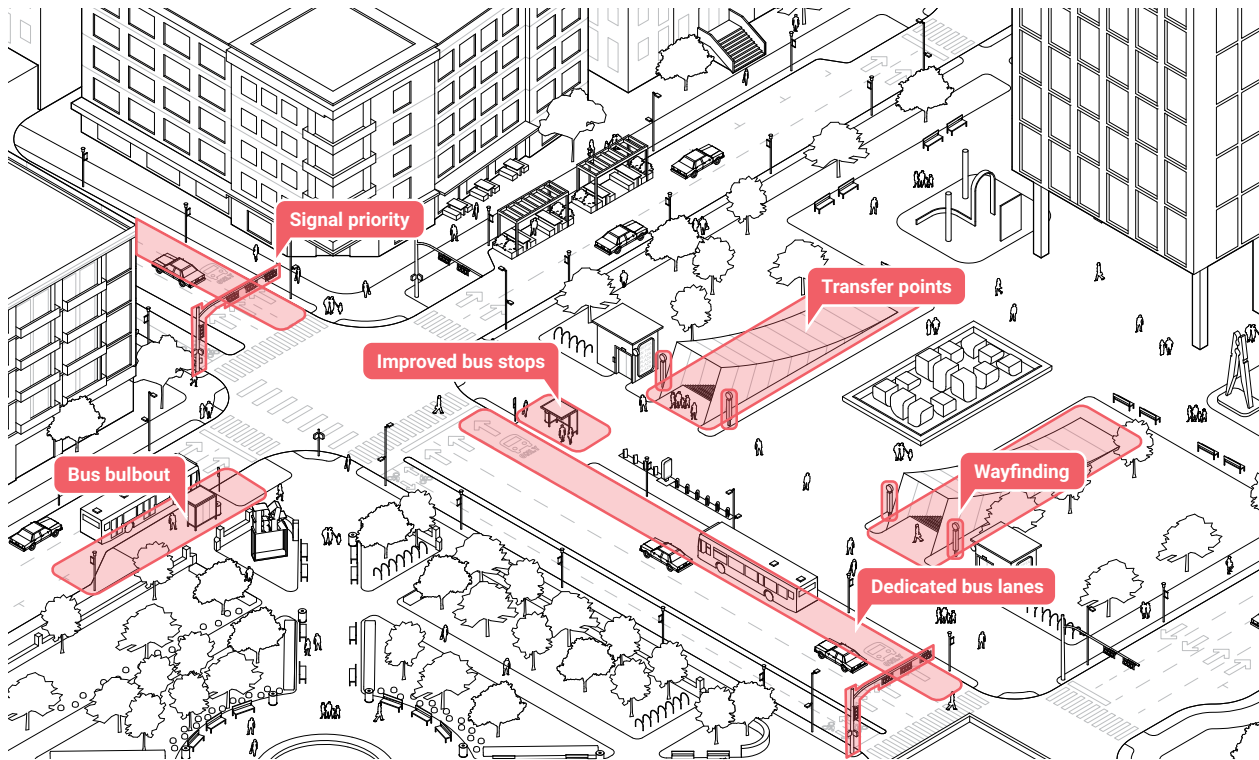 Signal priority
Transfer points
Improved bus stops
Bus bulbout
Wayfinding
Dedicated bus lanes